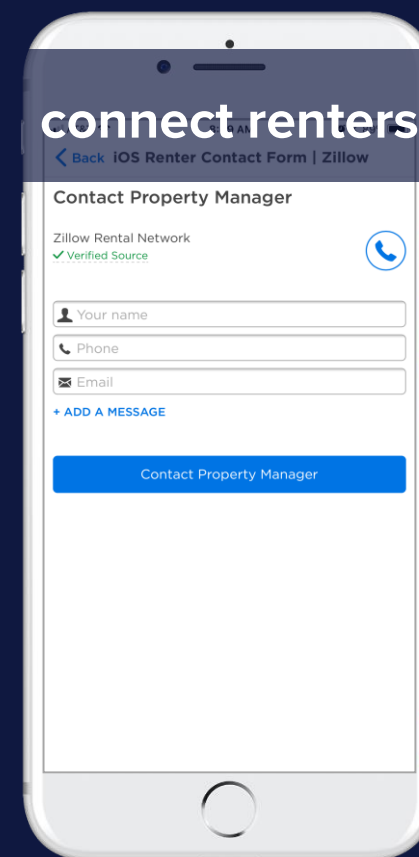 connect renters
Back iOS Renter Contact Form | Zillow
Contact Property Manager
Zillow Rental Network
Verified Source
Your name
Phone
Email
+ ADD A MESSAGE
Contact Property Manager